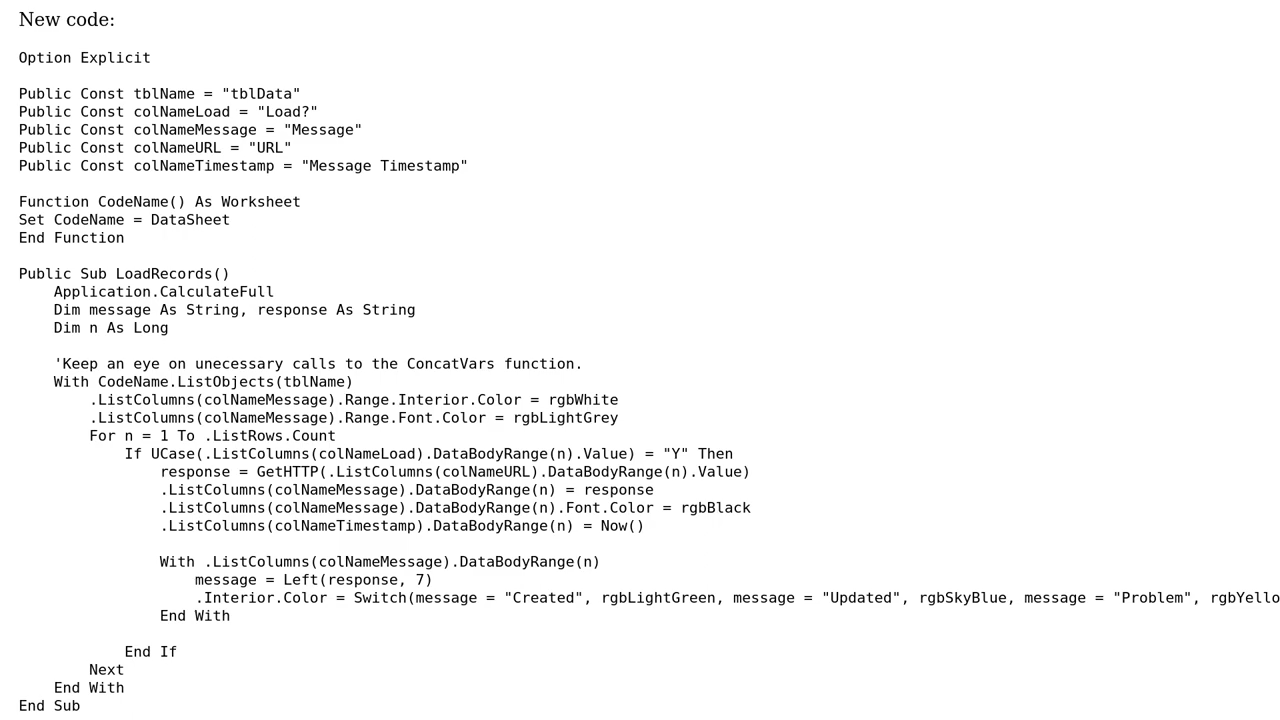 New code:
Option Explicit
Public Const tblName = "tblData"
Public Const colNameLoad = "Load?"
Public Const colNameMessage = "Message"
Public Const colNameURL = "URL"
Public Const colNameTimestamp = "Message Timestamp"
Function CodeName() As Worksheet
Set CodeName = DataSheet
End Function
Public Sub LoadRecords()
    Application.CalculateFull
    Dim message As String, response As String
    Dim n As Long
    'Keep an eye on unecessary calls to the ConcatVars function.
    With CodeName.ListObjects(tblName)
        .ListColumns(colNameMessage).Range.Interior.Color = rgbWhite
        .ListColumns(colNameMessage).Range.Font.Color = rgbLightGrey
        For n = 1 To .ListRows.Count
            If UCase(.ListColumns(colNameLoad).DataBodyRange(n).Value) = "Y" Then
                response = GetHTTP(.ListColumns(colNameURL).DataBodyRange(n).Value)
                .ListColumns(colNameMessage).DataBodyRange(n) = response
                .ListColumns(colNameMessage).DataBodyRange(n).Font.Color = rgbBlack
                .ListColumns(colNameTimestamp).DataBodyRange(n) = Now()
                With .ListColumns(colNameMessage).DataBodyRange(n)
                    message = Left(response, 7)
                    .Interior.Color = Switch(message = "Created", rgbLightGreen, message = "Updated", rgbSkyBlue, message = "Problem", rgbYello
                End With
            End If
        Next
    End With
End Sub